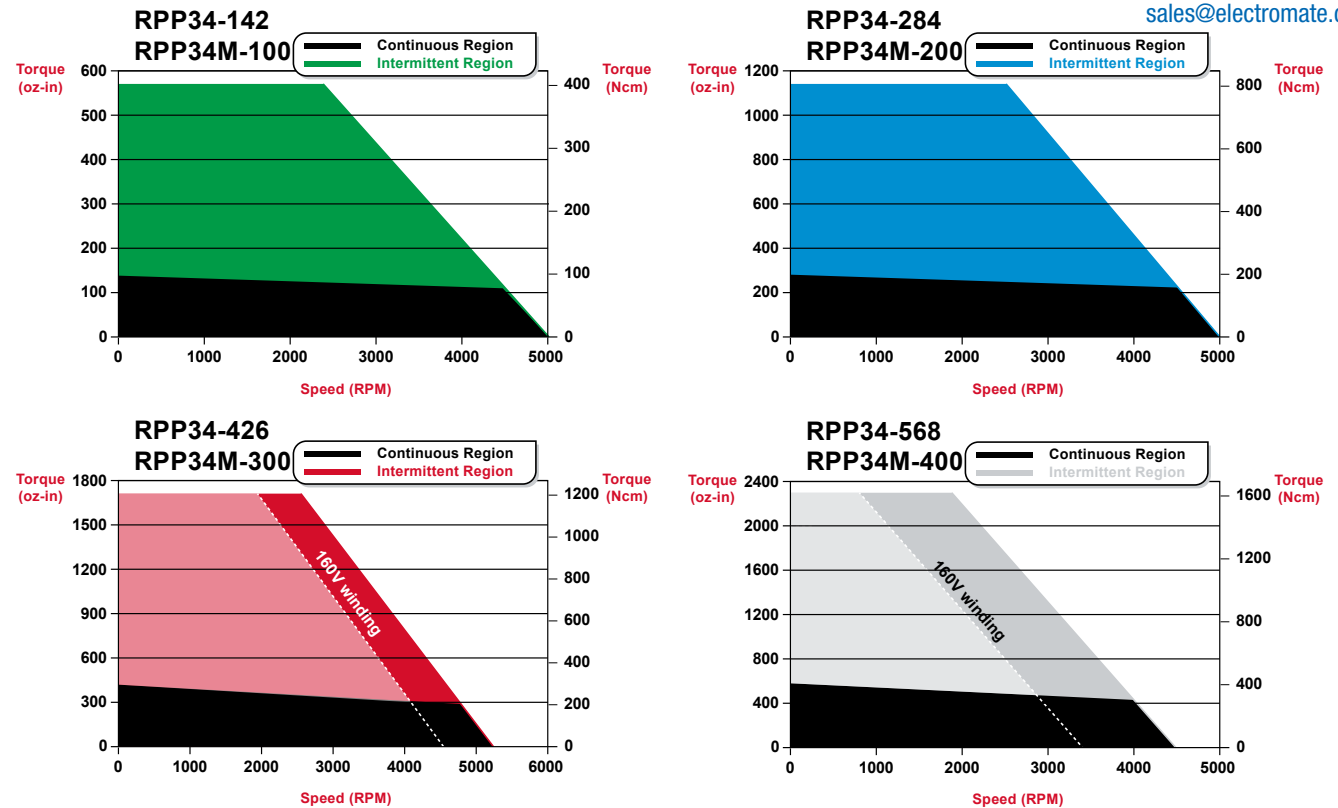 sales@electromate.c
RPP34-142
RPP34M-100
Continuous Region
Intermittent Region
Torque
(oz-in)
Torque
(Ncm)
600
500
400
300
200
100
0
400
300
200
100
0
0 1000 2000 3000 4000 5000
Speed (RPM)
RPP34-284
RPP34M-200
Continuous Region
Intermittent Region
Torque
(oz-in)
Torque
(Ncm)
1200
1000
800
600
400
200
0
800
600
400
200
0
0 1000 2000 3000 4000 5000
Speed (RPM)
RPP34-426
RPP34M-300
Continuous Region
Intermittent Region
Torque
(oz-in)
Torque
(Ncm)
1800
1500
1200
900
600
300
0
1200
1000
800
600
400
200
0
160V winding
0 1000 2000 3000 4000 5000 6000
Speed (RPM)
RPP34-568
RPP34M-400
Continuous Region
Intermittent Region
Torque
(oz-in)
Torque
(Ncm)
2400
2000
1600
1200
800
400
0
1600
1200
800
400
0
160V winding
0 1000 2000 3000 4000 5000
Speed (RPM)